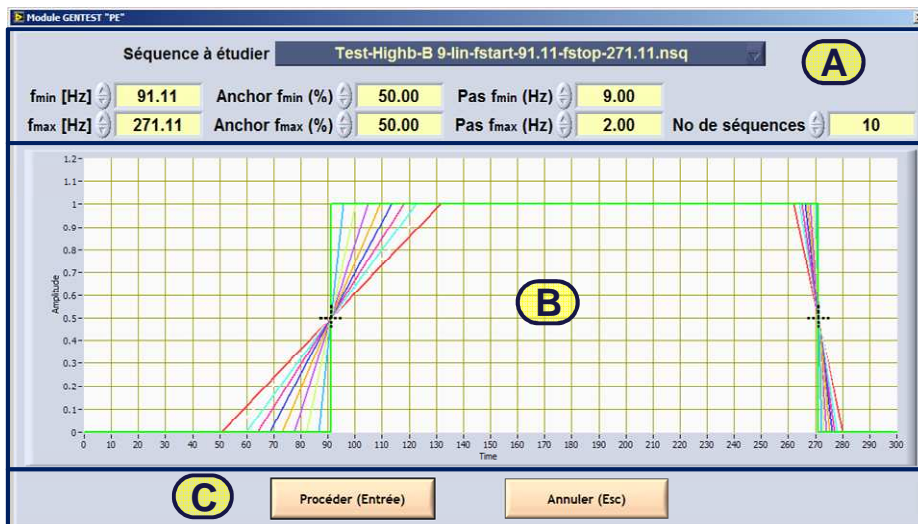 Module GENTEST "PE"
Séquence à étudier Test-Highb-B 9-lin-fstart-91.11-fstop-271.11.nsq
A
fmin [Hz] 91.11 Anchor fmin (%) 50.00 Pas fmin (Hz) 9.00
fmax [Hz] 271.11 Anchor fmax (%) 50.00 Pas fmax (Hz) 2.00 No de séquences 10
1.2
1.1
1
0.9
0.8
0.7
0.6
0.5
0.4
0.3
0.2
0.1
0
Amplitude
B
0 10 20 30 40 50 60 70 80 90 100 110 120 130 140 150 160 170 180 190 200 210 220 230 240 250 260 270 280 290 300
Time
C
Procéder (Entrée) Annuler (Esc)